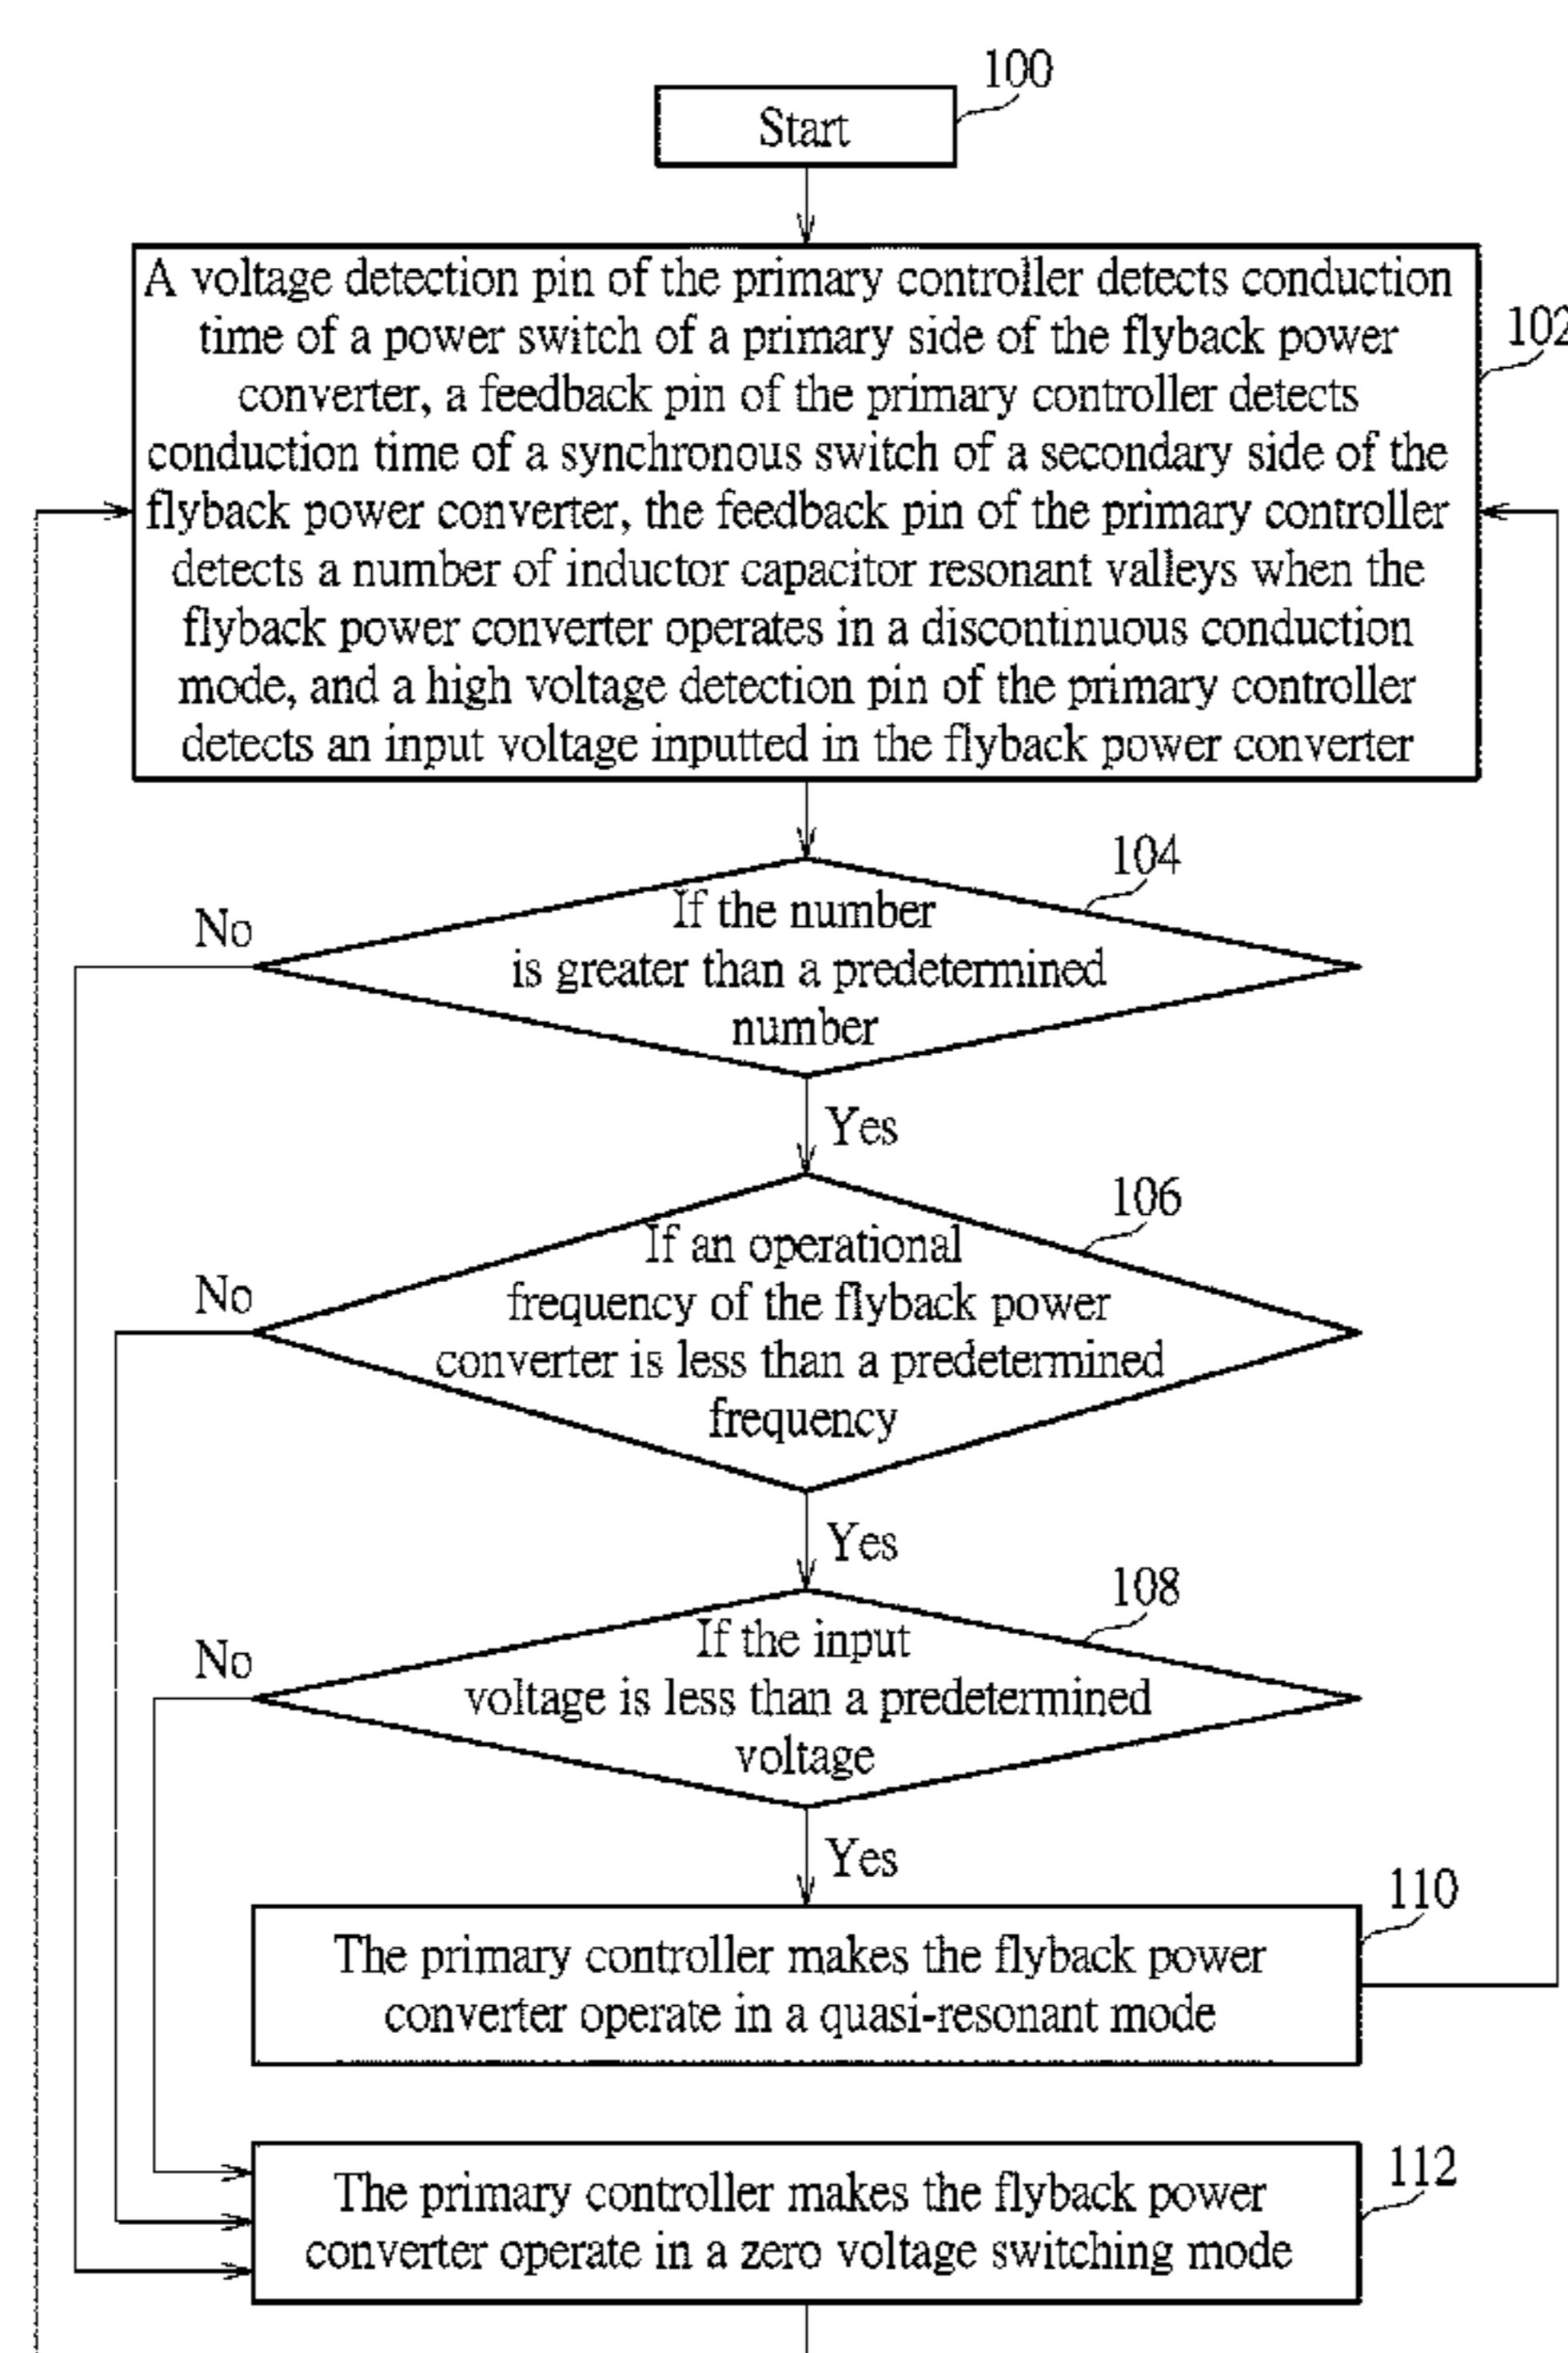 100
Start
102
A voltage detection pin of the primary controller detects conduction
time of a power switch of a primary side of the flyback power
converter, a feedback pin of the primary controller detects
conduction time of a synchronous switch of a secondary side of the
flyback power converter, the feedback pin of the primary controller
detects a number of inductor capacitor resonant valleys when the
flyback power converter operates in a discontinuous conduction
mode, and a high voltage detection pin of the primary controller
detects an input voltage inputted in the flyback power converter
104
No
If the number
is greater than a predetermined
number
Yes
106
No
If an operational
frequency of the flyback power
converter is less than a predetermined
frequency
Yes
108
No
If the input
voltage is less than a predetermined
voltage
Yes
110
The primary controller makes the flyback power
converter operate in a quasi-resonant mode
112
The primary controller makes the flyback power
converter operate in a zero voltage switching mode